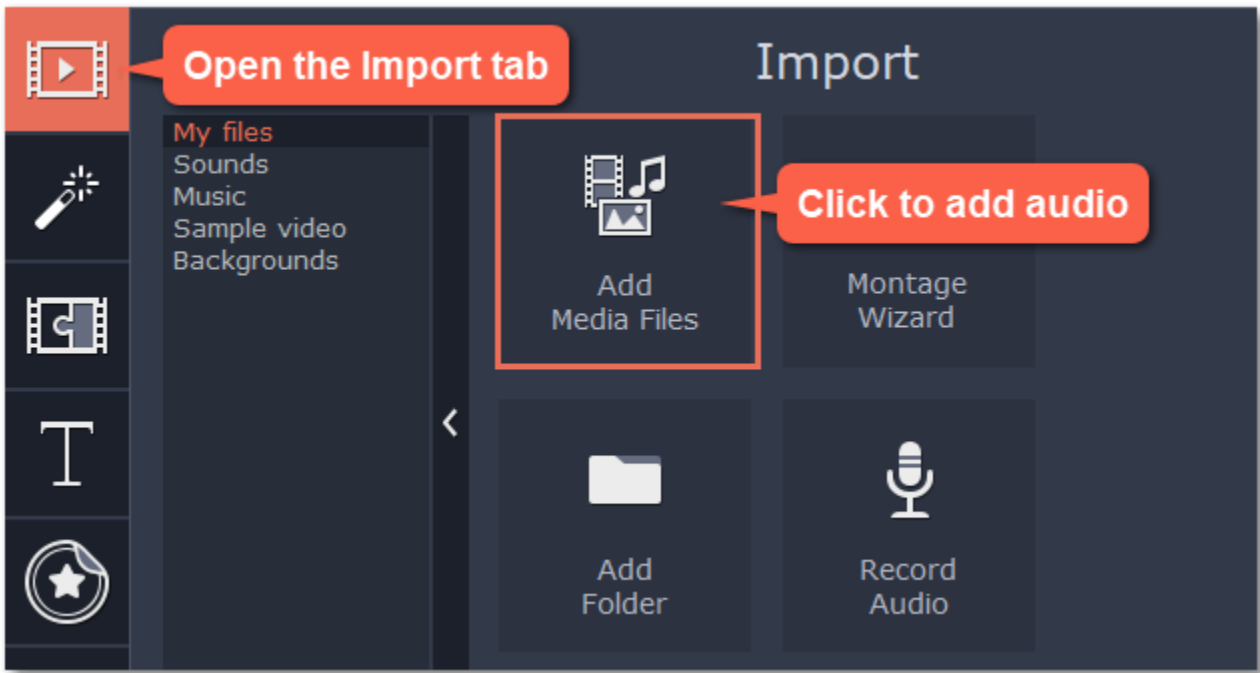 Open the Import tab
Import
My files
Sounds
Music
Sample video
Backgrounds
Click to add audio
Add
Media Files
Montage
Wizard
Add
Folder
Record
Audio